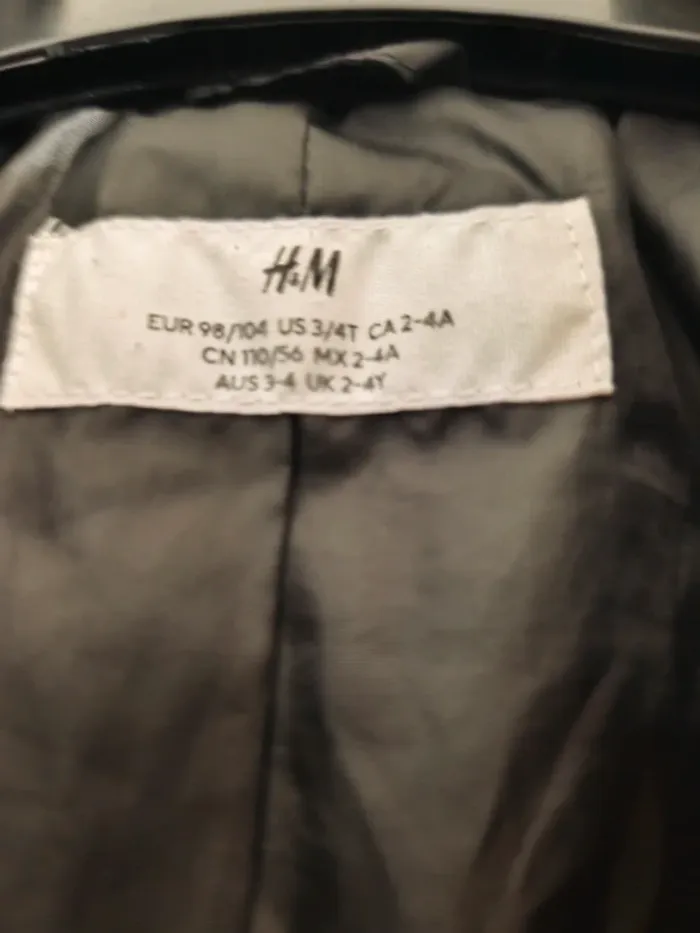 H&M
EUR 98/104 US 3/4T CA 2-4A
CN 110/56 MX 2-4A
AUS 3-4 UK 2-4Y